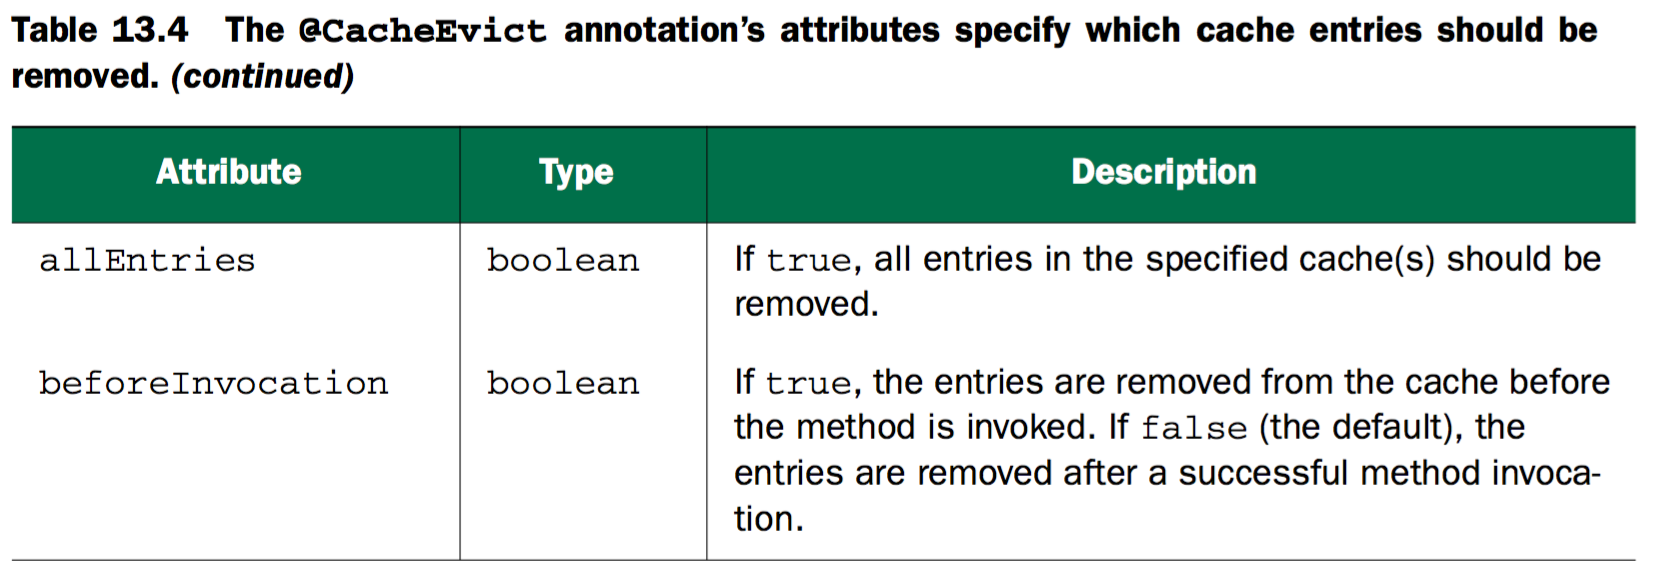 Table 13.4 The @CacheEvict annotation’s attributes specify which cache entries should be
removed. (continued)
Attribute Type Description
allEntries boolean If true, all entries in the specified cache(s) should be
removed.
beforeInvocation boolean If true, the entries are removed from the cache before
the method is invoked. If false (the default), the
entries are removed after a successful method invoca-
tion.